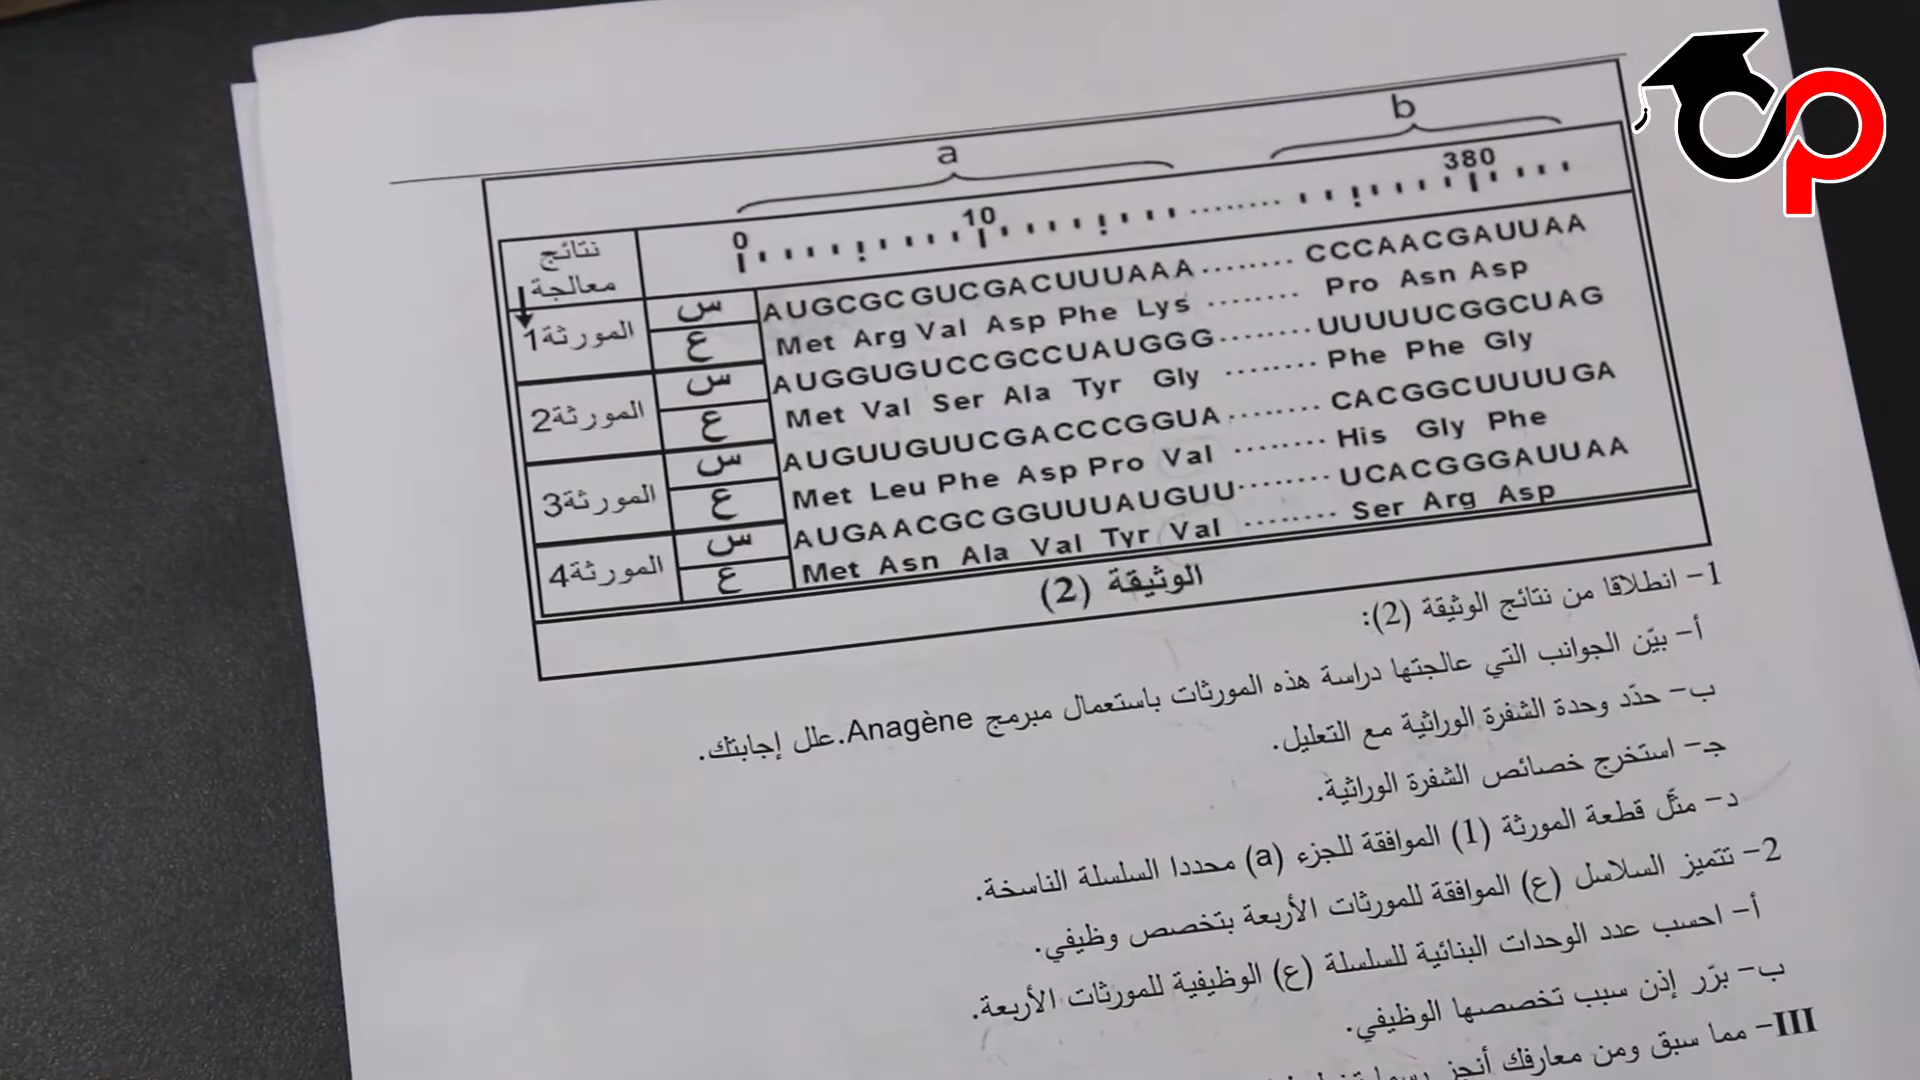 a
b
0
10
380
نتائج
معالجة
المورثة1
س
AUGCGCGUCGACUUUAAA........CCCAACGAUUAA
ع
Met Arg Val Asp Phe Lys ........ Pro Asn Asp
المورثة2
س
AUGGUGUCCGCCUAUGGG........UUUUUCGGCUAG
ع
Met Val Ser Ala Tyr Gly ........ Phe Phe Gly
المورثة3
س
AUGUUGUUCGACCCGGUA........CACGGCUUUUGA
ع
Met Leu Phe Asp Pro Val ........ His Gly Phe
المورثة4
س
AUGAACGCGGUUUAUGUU........UCACGGGAUUAA
ع
Met Asn Ala Val Tyr Val ........ Ser Arg Asp
الوثيقة (2)
1- انطلاقا من نتائج الوثيقة (2):
أ- بيّن الجوانب التي عالجتها دراسة هذه المورثات باستعمال مبرمج Anagène. علل إجابتك.
ب- حدّد وحدة الشفرة الوراثية مع التعليل.
جـ- استخرج خصائص الشفرة الوراثية.
د- مثّل قطعة المورثة (1) الموافقة للجزء (a) محددا السلسلة الناسخة.
2- تتميز السلاسل (ع) الموافقة للمورثات الأربعة بتخصص وظيفي.
أ- احسب عدد الوحدات البنائية للسلسلة (ع) الوظيفية للمورثات الأربعة.
ب- برّر إذن سبب تخصصها الوظيفي.
III- مما سبق ومن معارفك أنجز